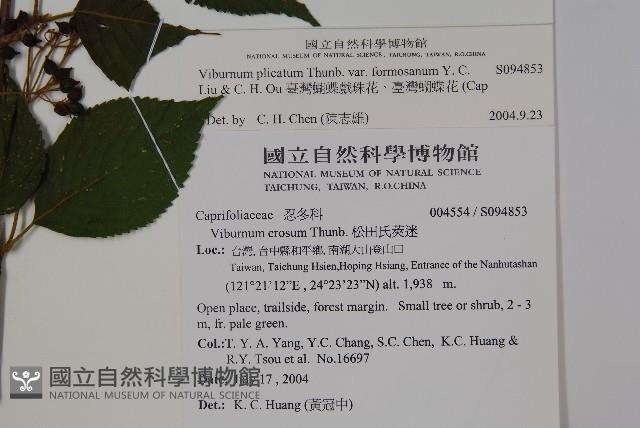 國立自然科學博物館
NATIONAL MUSEUM OF NATURAL SCIENCE, TAICHUNG, TAIWAN, R.O.CHINA
Viburnum plicatum Thunb. var. formosanum Y. C. S094853
Liu & C. H. Ou 臺灣蝴蝶戲珠花、臺灣蝴蝶花 (Cap
Det. by C. H. Chen (陳志雄) 2004.9.23
國立自然科學博物館
NATIONAL MUSEUM OF NATURAL SCIENCE
TAICHUNG, TAIWAN, R.O.CHINA
Caprifoliaceae 忍冬科 004554 / S094853
Viburnum erosum Thunb. 松田氏莢迷
Loc.: 台灣, 台中縣和平鄉, 南湖大山登山口
Taiwan, Taichung Hsien,Hoping Hsiang, Entrance of the Nanhutashan
(121°21'12"E , 24°23'23"N) alt. 1,938 m.
Open place, trailside, forest margin. Small tree or shrub, 2 - 3
m, fr. pale green.
Col.:T. Y. A. Yang, Y.C. Chang, S.C. Chen, K.C. Huang &
R.Y. Tsou et al. No.16697
Date: 17 , 2004
Det.: K. C. Huang (黃冠中)
國立自然科學博物館
NATIONAL MUSEUM OF NATURAL SCIENCE